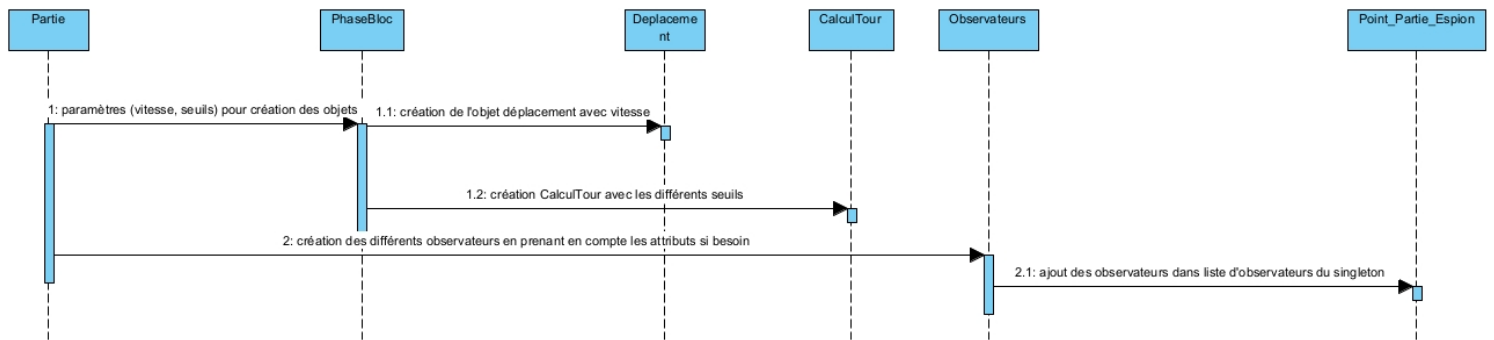 Partie
PhaseBloc
Deplaceme
nt
CalculTour
Observateurs
Point_Partie_Espion
1: paramètres (vitesse, seuils) pour création des objets
1.1: création de l'objet déplacement avec vitesse
1.2: création CalculTour avec les différents seuils
2: création des différents observateurs en prenant en compte les attributs si besoin
2.1: ajout des observateurs dans liste d'observateurs du singleton